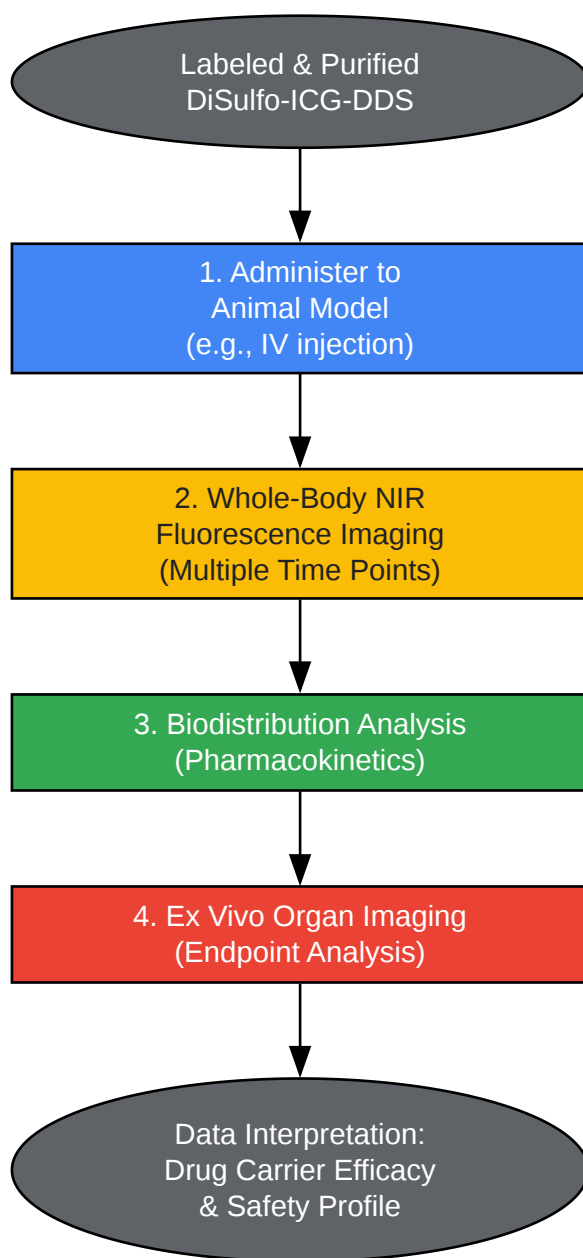 Labeled & Purified
DiSulfo-ICG-DDS
1. Administer to
Animal Model
(e.g., IV injection)
2. Whole-Body NIR
Fluorescence Imaging
(Multiple Time Points)
3. Biodistribution Analysis
(Pharmacokinetics)
4. Ex Vivo Organ Imaging
(Endpoint Analysis)
Data Interpretation:
Drug Carrier Efficacy
& Safety Profile